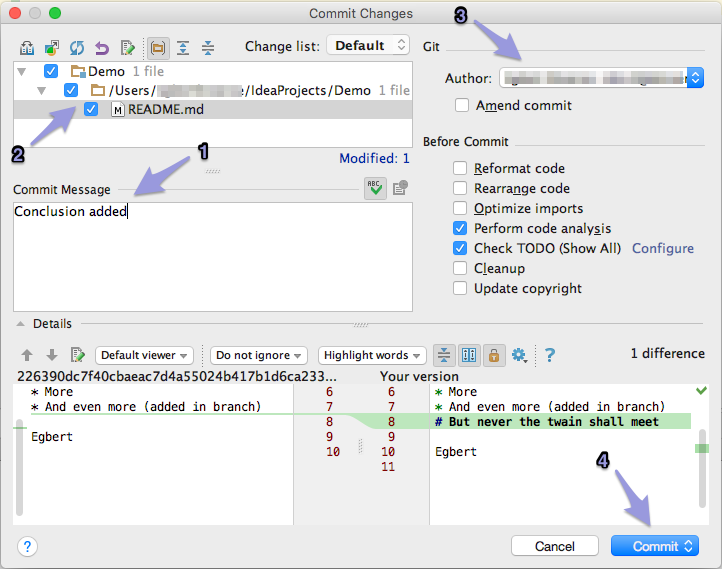 Commit Changes
3
Change list: Default
Git
Demo 1 file
Author:
/Users/ /IdeaProjects/Demo 1 file
Amend commit
README.md
2
1
Modified: 1
Before Commit
Commit Message
ABC
Reformat code
Rearrange code
Conclusion added
Optimize imports
Perform code analysis
Check TODO (Show All) Configure
Cleanup
Update copyright
Details
Default viewer Do not ignore Highlight words ? 1 difference
226390dc7f40cbaeac7d4a55024b417b1d6ca233... Your version
* More 6 6 * More
* And even more (added in branch) 7 7 * And even more (added in branch)
8 8 # But never the twain shall meet
Egbert 9 9
10 10 Egbert
11
4
? Cancel Commit